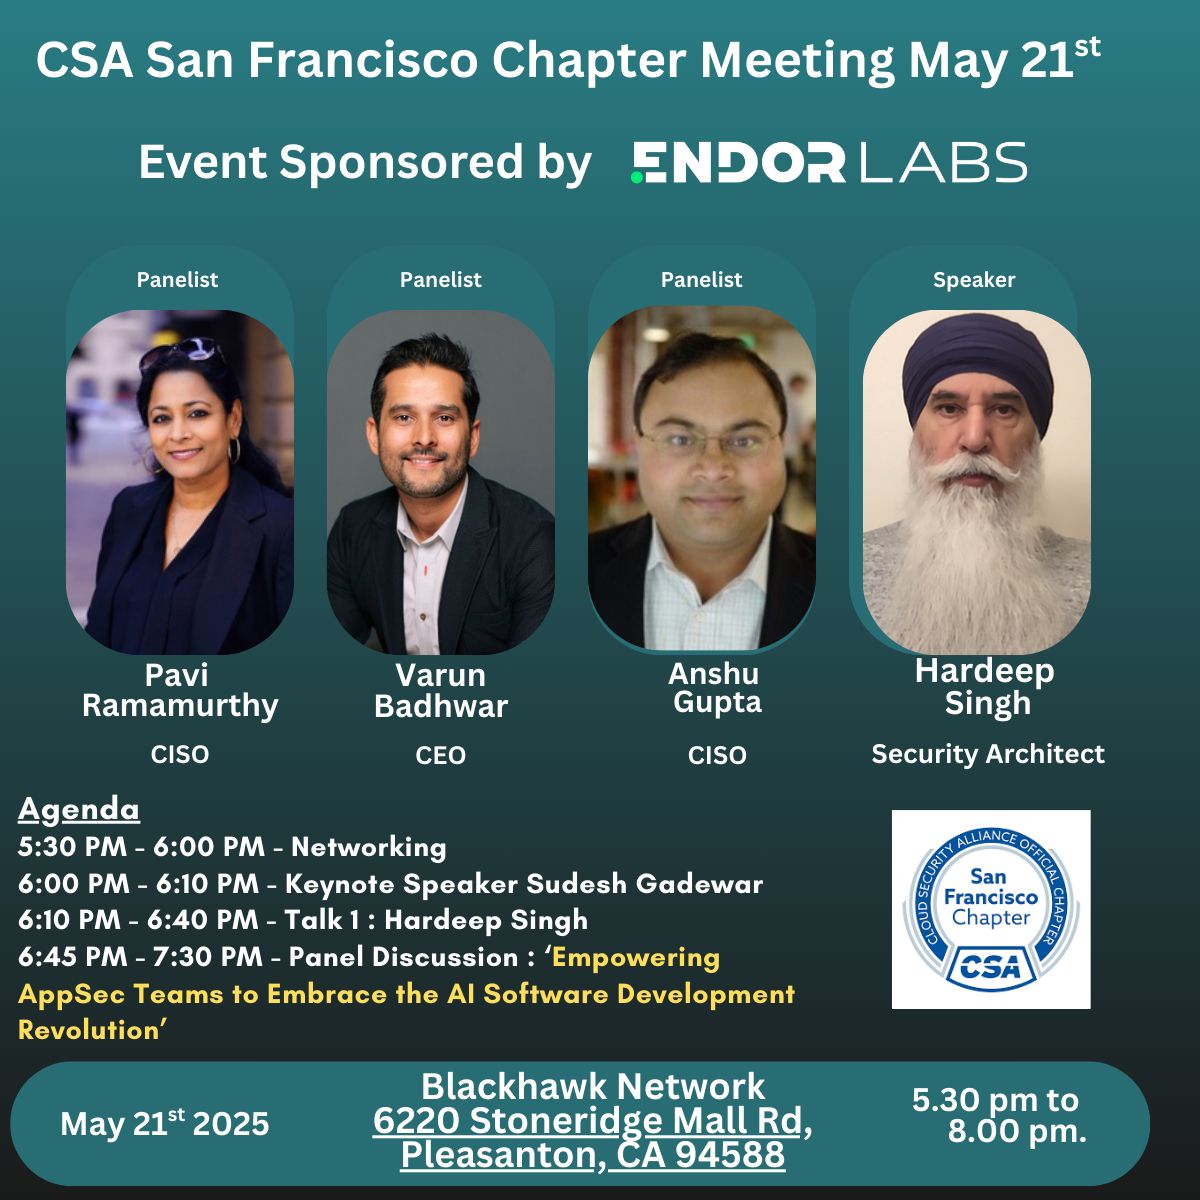 CSA San Francisco Chapter Meeting May 21st
Event Sponsored by ENDOR LABS
Panelist
Panelist
Panelist
Speaker
Pavi
Ramamurthy
CISO
Varun
Badhwar
CEO
Anshu
Gupta
CISO
Hardeep
Singh
Security Architect
Agenda
5:30 PM - 6:00 PM - Networking
6:00 PM - 6:10 PM - Keynote Speaker Sudesh Gadewar
6:10 PM - 6:40 PM - Talk 1 : Hardeep Singh
6:45 PM - 7:30 PM - Panel Discussion : ‘Empowering
AppSec Teams to Embrace the AI Software Development
Revolution’
CLOUD SECURITY ALLIANCE OFFICIAL CHAPTER
San
Francisco
Chapter
CSA
May 21st 2025
Blackhawk Network
6220 Stoneridge Mall Rd,
Pleasanton, CA 94588
5.30 pm to
8.00 pm.